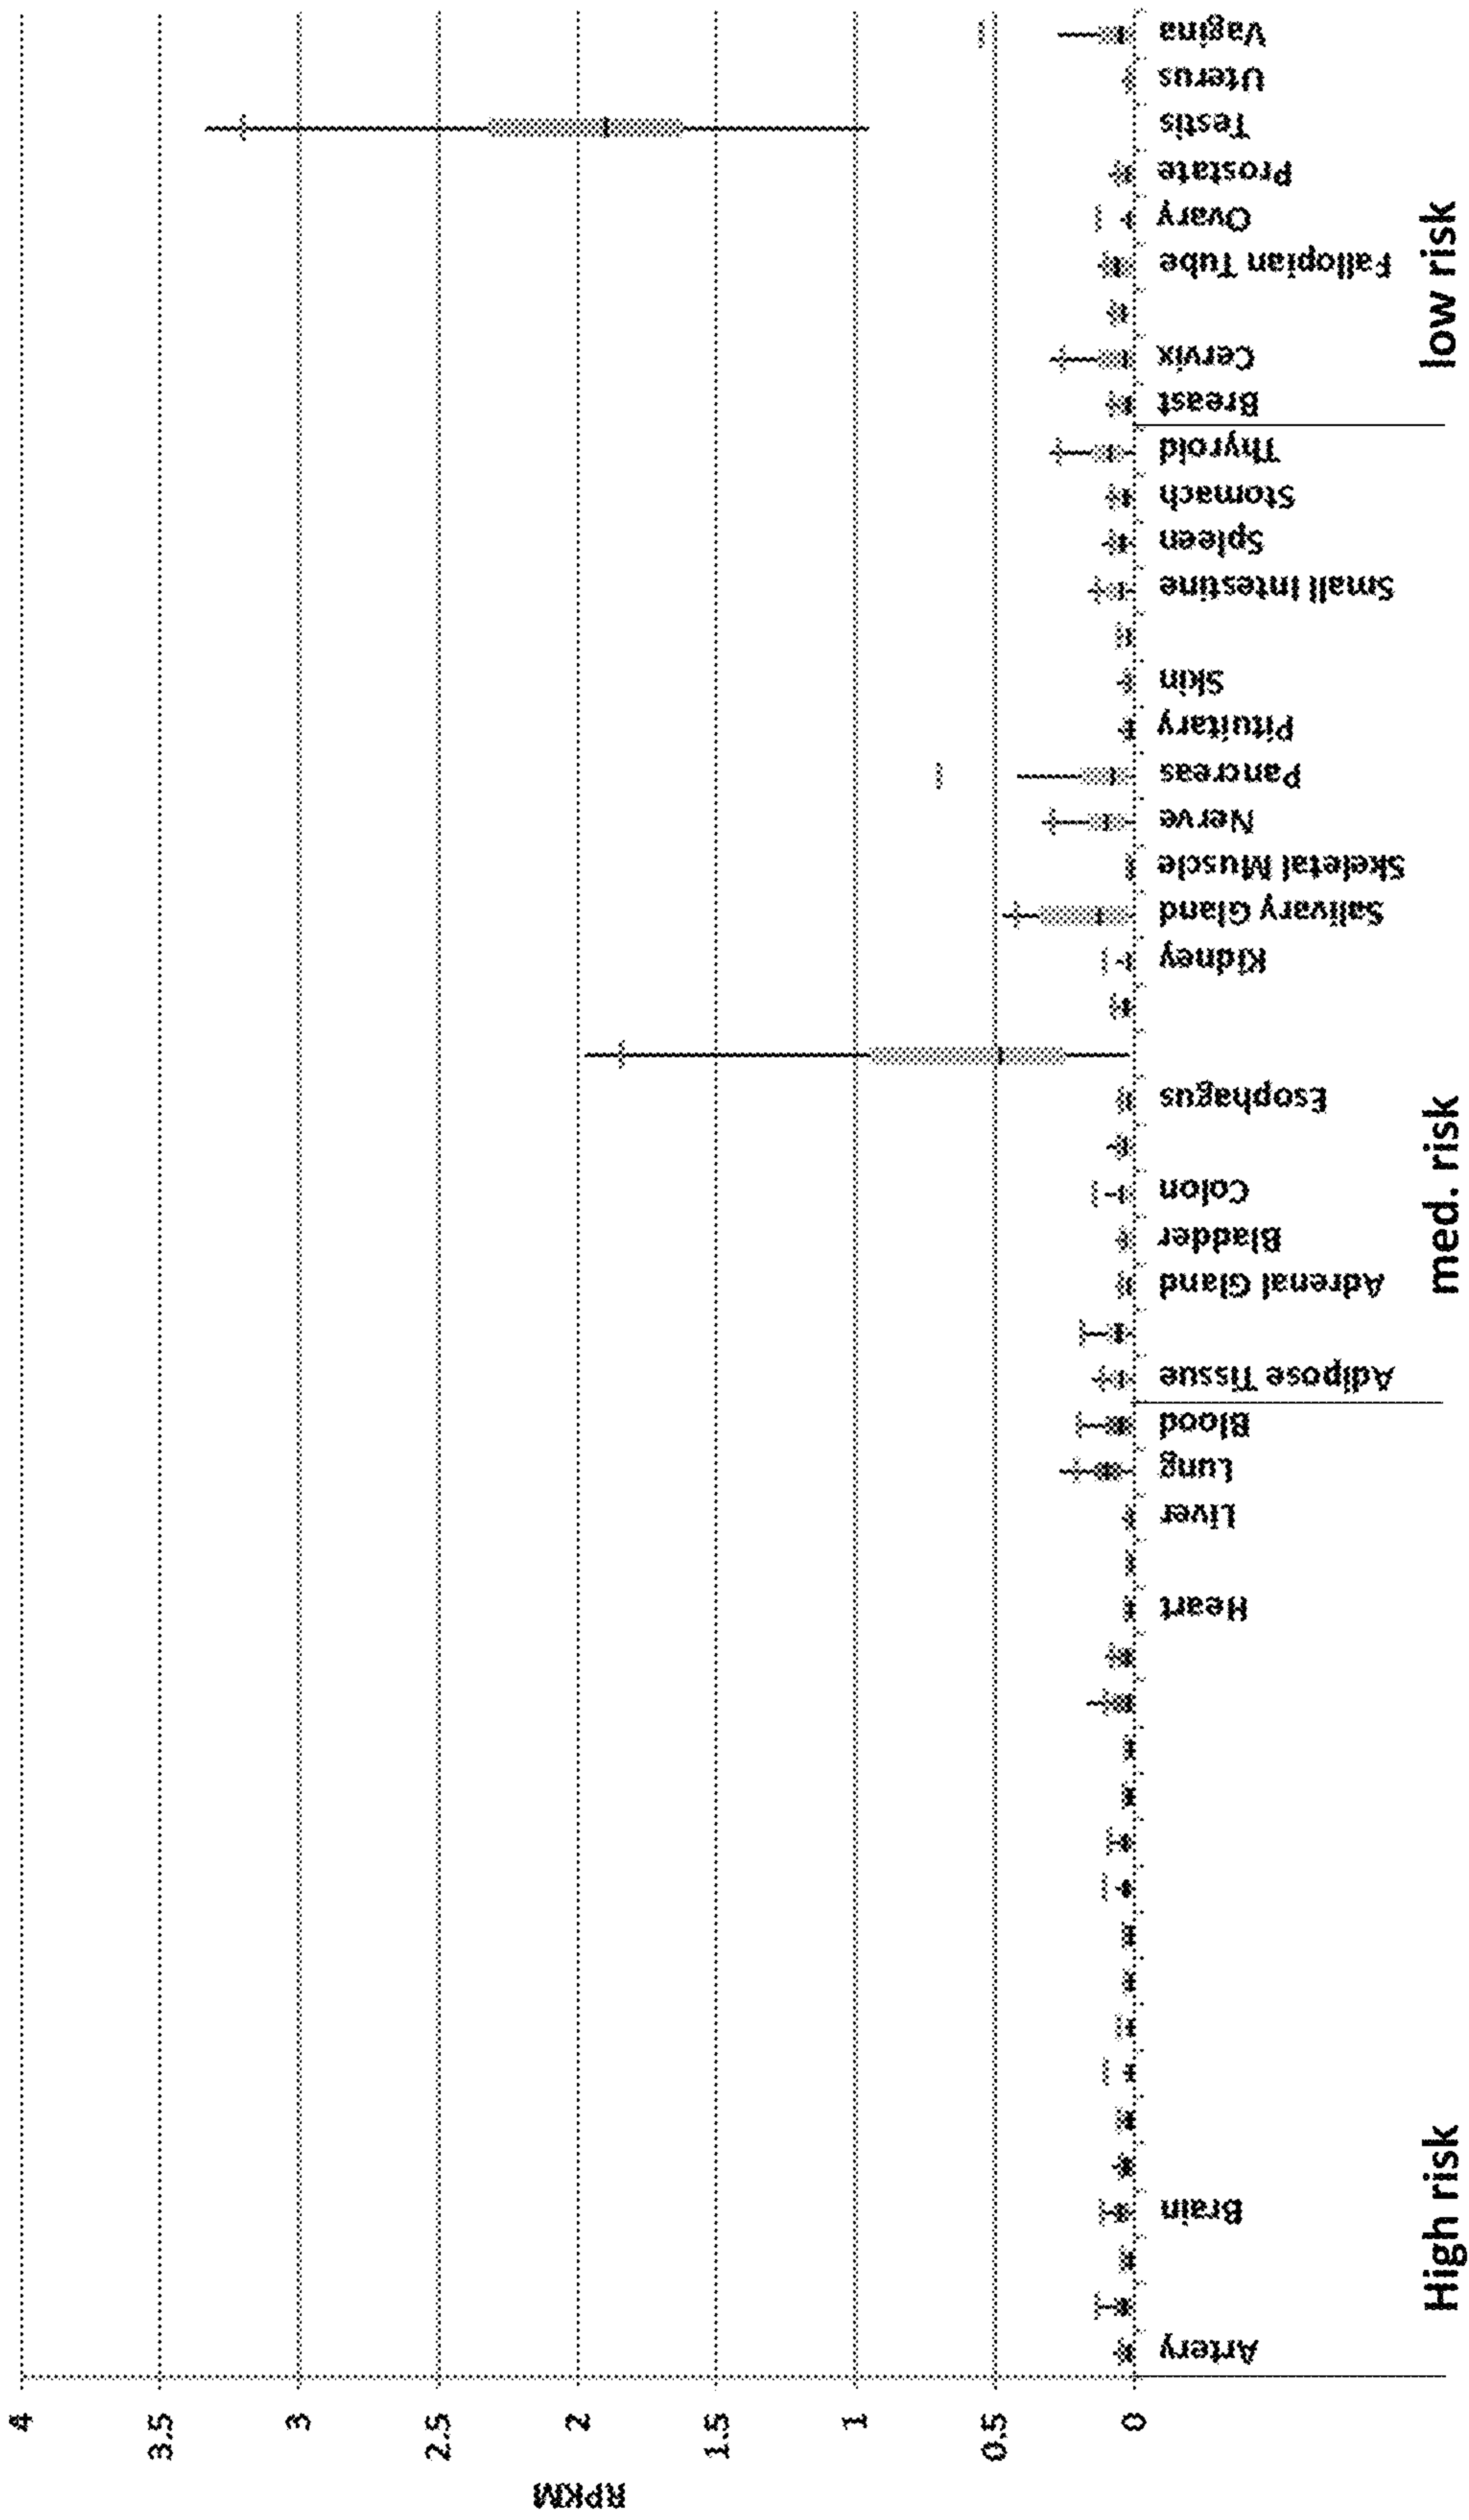 RPKM
4
3.5
3
2.5
2
1.5
1
0.5
0
Artery
Brain
Heart
Liver
Lung
Blood
Adipose Tissue
Adrenal Gland
Bladder
Colon
Esophagus
Kidney
Salivary Gland
Skeletal Muscle
Nerve
Pancreas
Pituitary
Skin
Small Intestine
Spleen
Stomach
Thyroid
Breast
Cervix
Fallopian Tube
Ovary
Prostate
Testis
Uterus
Vagina
High risk
med. risk
low risk